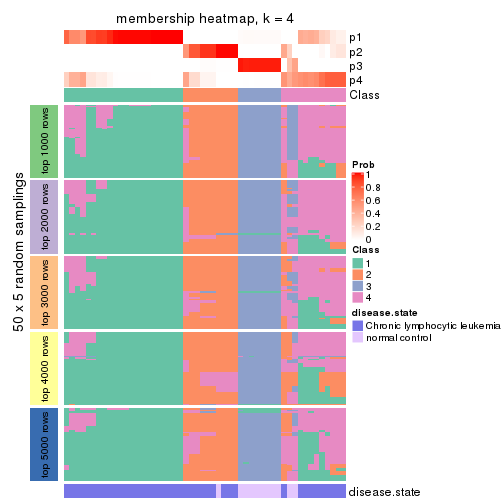 membership heatmap, k = 4
p1
p2
p3
p4
Class
50 x 5 random samplings
top 1000 rows
top 2000 rows
top 3000 rows
top 4000 rows
top 5000 rows
Prob
1
0.8
0.6
0.4
0.2
0
Class
1
2
3
4
disease.state
Chronic lymphocytic leukemia
normal control
disease.state